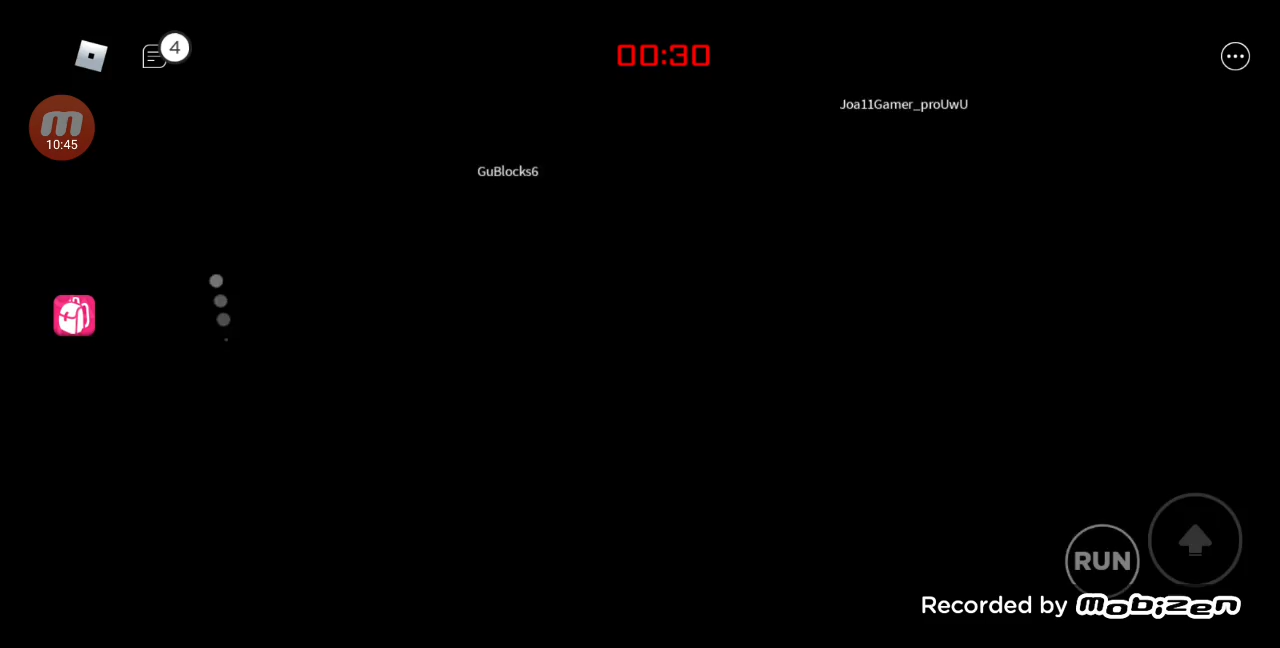 4
00:30
Joa11Gamer_proUwU
m
10:45
GuBlocks6
RUN
Recorded by mobizen